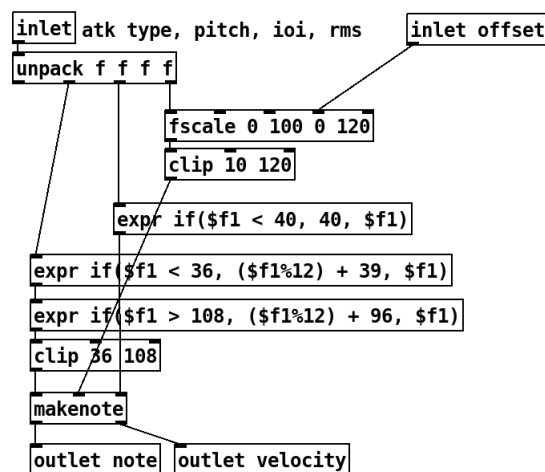 inlet atk type, pitch, ioi, rms inlet offset
unpack f f f f
fscale 0 100 0 120
clip 10 120
expr if($f1 < 40, 40, $f1)
expr if($f1 < 36, ($f1%12) + 39, $f1)
expr if($f1 > 108, ($f1%12) + 96, $f1)
clip 36 108
makenote
outlet note outlet velocity